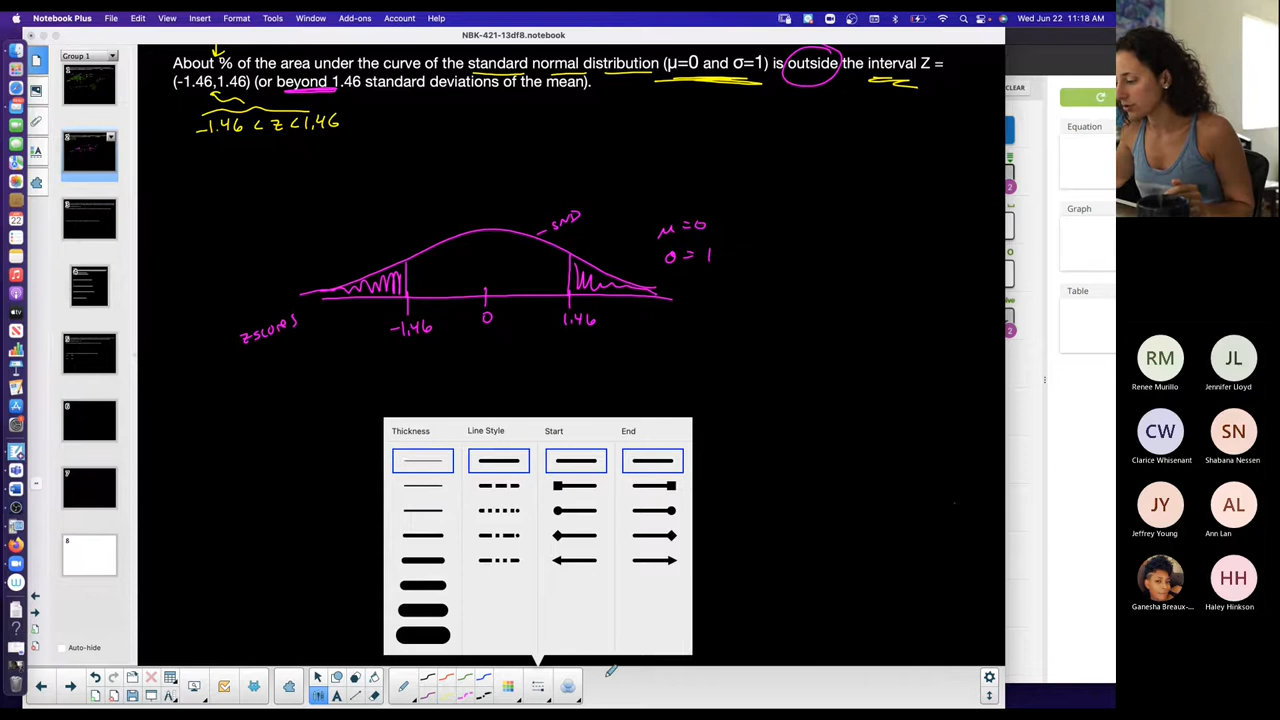 Notebook Plus File Edit View Insert Format Tools Window Add-ons Account Help Wed Jun 22 11:18 AM
NBK-421-13df8.notebook
Group 1
About % of the area under the curve of the standard normal distribution (μ=0 and σ=1) is outside the interval Z =
(-1.46,1.46) (or beyond 1.46 standard deviations of the mean).
-1.46 < z < 1.46
SND
μ = 0
σ = 1
z scores
-1.46
0
1.46
Thickness Line Style Start End
8
Auto-hide
CLEAR
Equation
Graph
Table
RM
JL
Renee Murillo
Jennifer Lloyd
CW
SN
Clarice Whisenant
Shabana Nessen
JY
AL
Jeffrey Young
Ann Lan
HH
Ganesha Breaux-...
Haley Hinkson